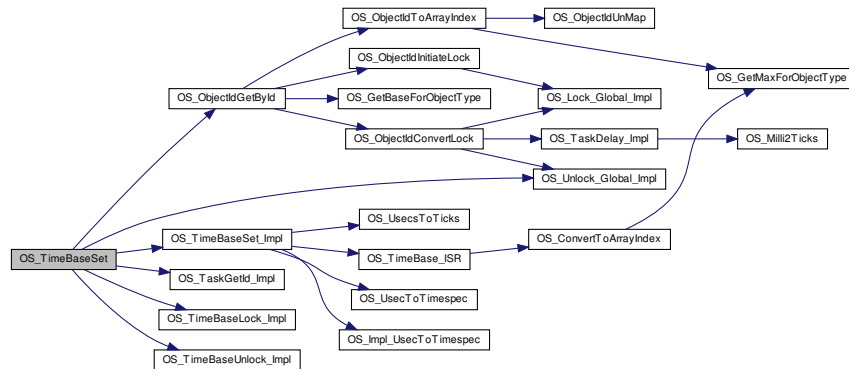 OS_ObjectIdToArrayIndex
OS_ObjectIdUnMap
OS_ObjectIdInitiateLock
OS_GetMaxForObjectType
OS_ObjectIdGetById
OS_GetBaseForObjectType
OS_Lock_Global_Impl
OS_ObjectIdConvertLock
OS_TaskDelay_Impl
OS_Milli2Ticks
OS_Unlock_Global_Impl
OS_UsecsToTicks
OS_TimeBaseSet_Impl
OS_ConvertToArrayIndex
OS_TimeBaseSet
OS_TimeBase_ISR
OS_TaskGetId_Impl
OS_UsecToTimespec
OS_TimeBaseLock_Impl
OS_Impl_UsecToTimespec
OS_TimeBaseUnlock_Impl